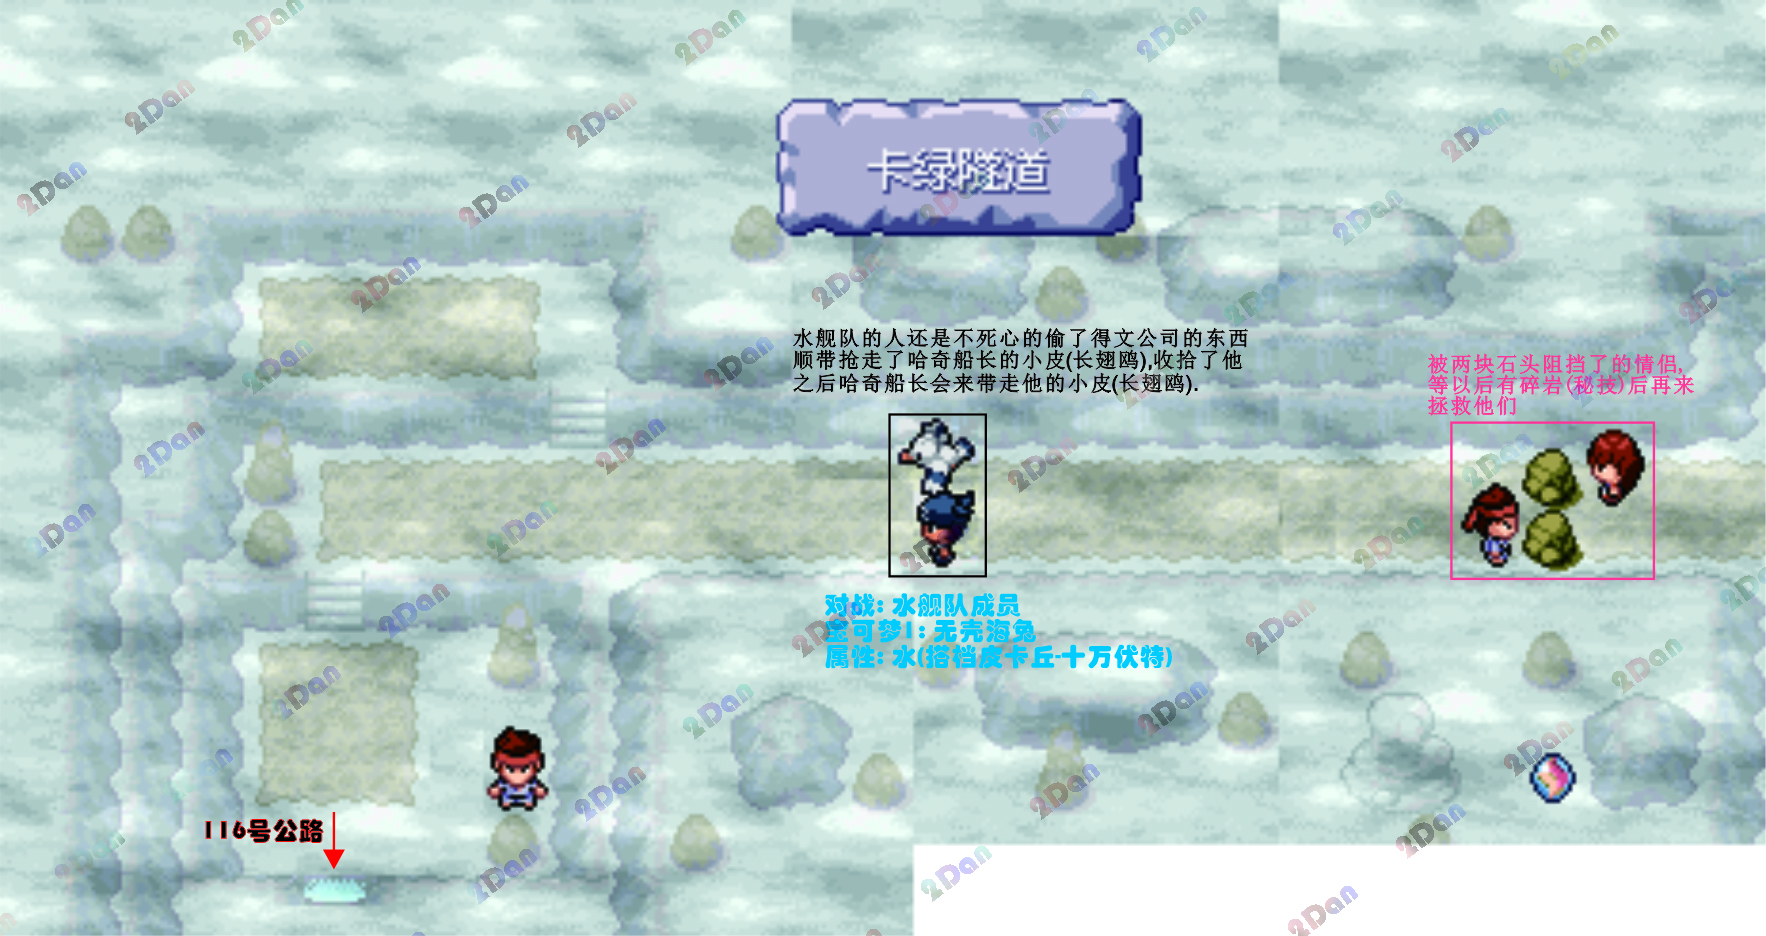 卡绿隧道
水舰队的人还是不死心的偷了得文公司的东西
顺带抢走了哈奇船长的小皮(长翅鸥),收拾了他
之后哈奇船长会来带走他的小皮(长翅鸥).
被两块石头阻挡了的情侣,
等以后有碎岩(秘技)后再来
拯救他们
对战: 水舰队成员
宝可梦1: 无壳海兔
属性: 水(搭档皮卡丘-十万伏特)
116号公路
2Dan